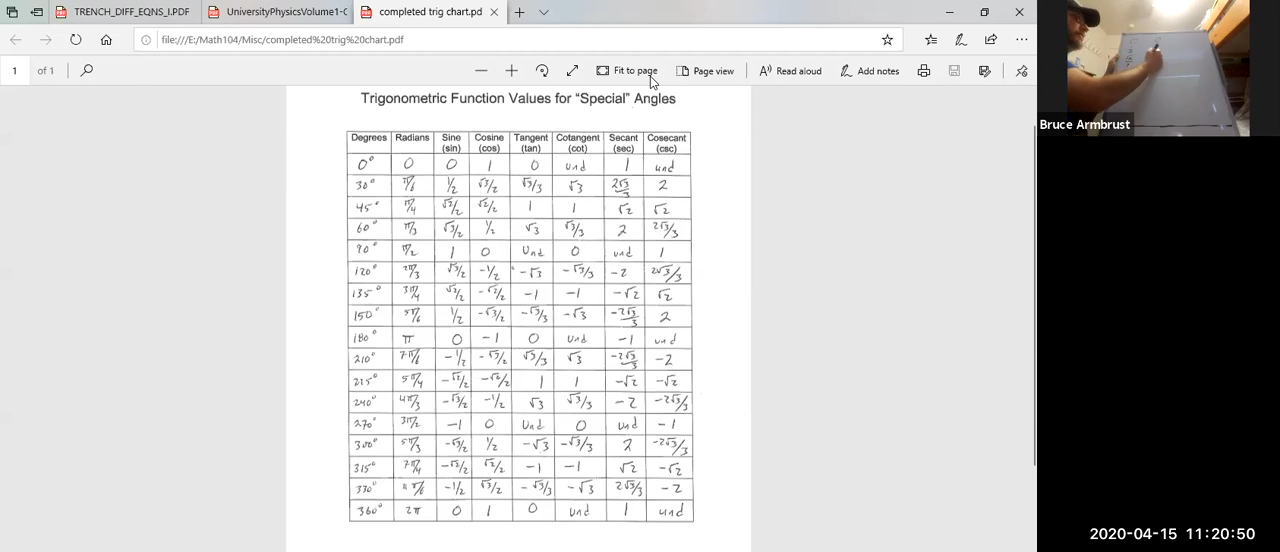 TRENCH_DIFF_EQNS_I.PDF
UniversityPhysicsVolume1-O
completed trig chart.pdf
file:///E:/Math104/Misc/completed%20trig%20chart.pdf
1 of 1 Fit to page Page view Read aloud Add notes
Bruce Armbrust
Trigonometric Function Values for "Special" Angles
Degrees Radians Sine (sin) Cosine (cos) Tangent (tan) Cotangent (cot) Secant (sec) Cosecant (csc)
0° 0 0 1 0 und 1 und
30° π/6 1/2 √3/2 √3/3 √3 2√3/3 2
45° π/4 √2/2 √2/2 1 1 √2 √2
60° π/3 √3/2 1/2 √3 √3/3 2 2√3/3
90° π/2 1 0 und 0 und 1
120° 2π/3 √3/2 -1/2 -√3 -√3/3 -2 2√3/3
135° 3π/4 √2/2 -√2/2 -1 -1 -√2 √2
150° 5π/6 1/2 -√3/2 -√3/3 -√3 -2√3/3 2
180° π 0 -1 0 und -1 und
210° 7π/6 -1/2 -√3/2 √3/3 √3 -2√3/3 -2
225° 5π/4 -√2/2 -√2/2 1 1 -√2 -√2
240° 4π/3 -√3/2 -1/2 √3 √3/3 -2 -2√3/3
270° 3π/2 -1 0 und 0 und -1
300° 5π/3 -√3/2 1/2 -√3 -√3/3 2 -2√3/3
315° 7π/4 -√2/2 √2/2 -1 -1 √2 -√2
330° 11π/6 -1/2 √3/2 -√3/3 -√3 2√3/3 -2
360° 2π 0 1 0 und 1 und
2020-04-15 11:20:50